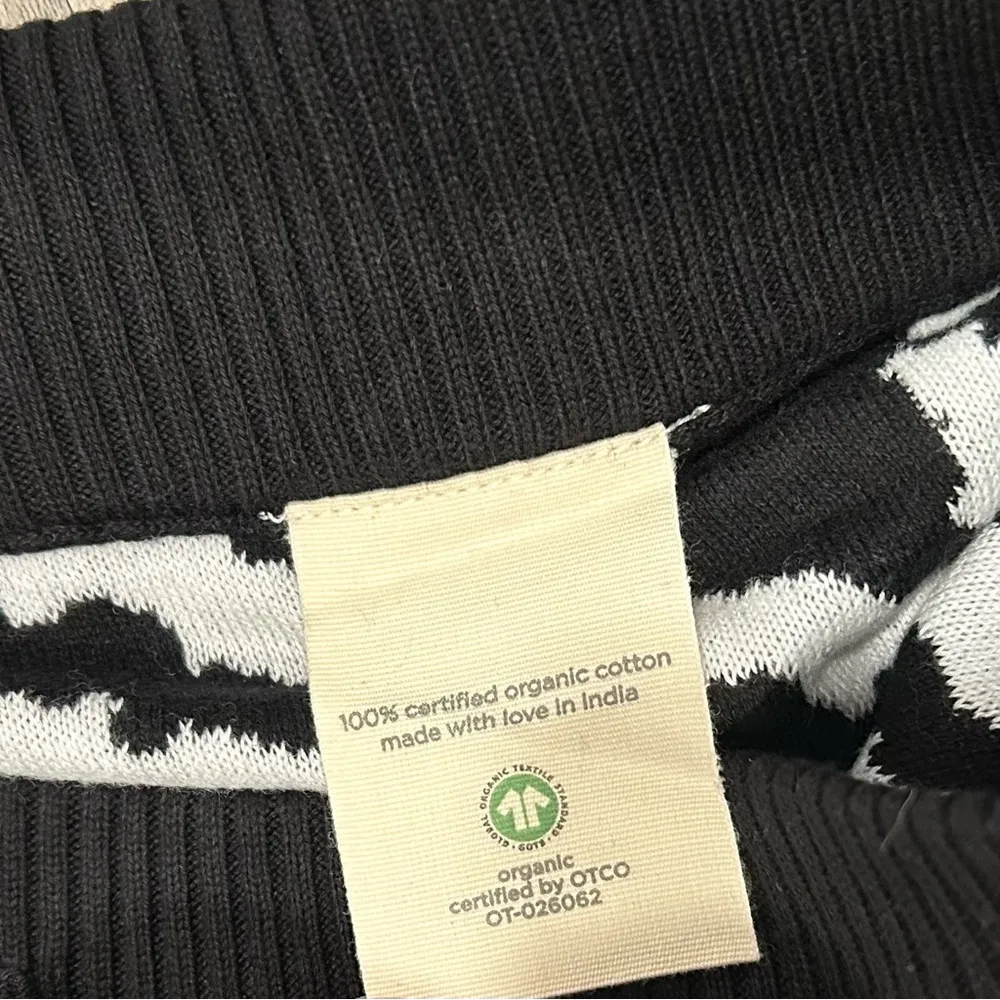 100% certified organic cotton
made with love in India
GLOBAL ORGANIC TEXTILE STANDARD · GOTS ·
organic
certified by OTCO
OT-026062